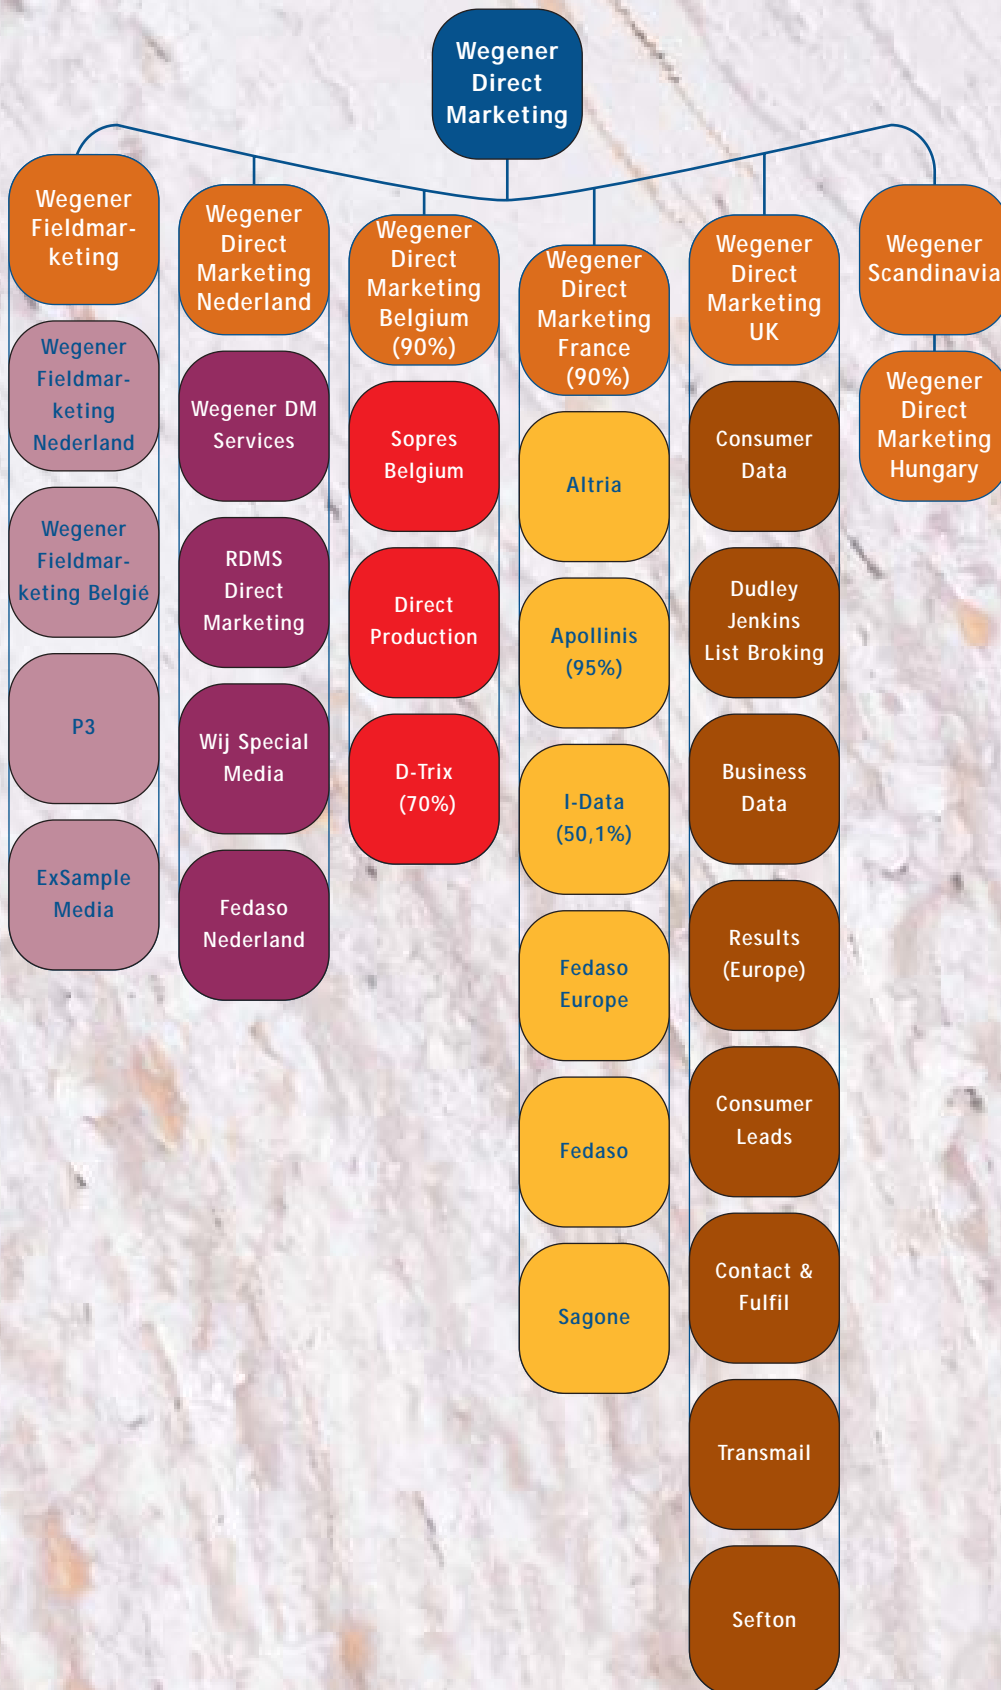 Wegener
Direct
Marketing
Wegener
Fieldmar-
keting
Wegener
Fieldmar-
keting
Nederland
Wegener
Fieldmar-
keting Belgié
P3
ExSample
Media
Wegener
Direct
Marketing
Nederland
Wegener DM
Services
RDMS
Direct
Marketing
Wij Special
Media
Fedaso
Nederland
Wegener
Direct
Marketing
Belgium
(90%)
Sopres
Belgium
Direct
Production
D-Trix
(70%)
Wegener
Direct
Marketing
France
(90%)
Altria
Apollinis
(95%)
I-Data
(50,1%)
Fedaso
Europe
Fedaso
Sagone
Wegener
Direct
Marketing
UK
Consumer
Data
Dudley
Jenkins
List Broking
Business
Data
Results
(Europe)
Consumer
Leads
Contact &
Fulfil
Transmail
Sefton
Wegener
Scandinavia
Wegener
Direct
Marketing
Hungary